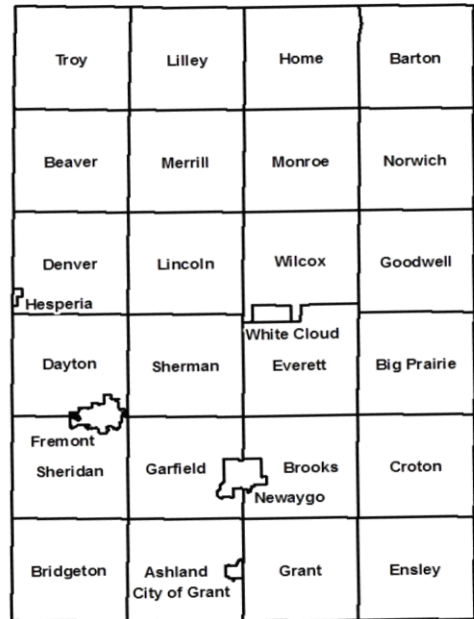 Troy
Lilley
Home
Barton
Beaver
Merrill
Monroe
Norwich
Denver
Lincoln
Wilcox
Goodwell
Hesperia
White Cloud
Dayton
Sherman
Everett
Big Prairie
Fremont
Sheridan
Garfield
Brooks
Croton
Newaygo
Bridgeton
Ashland
Grant
Ensley
City of Grant